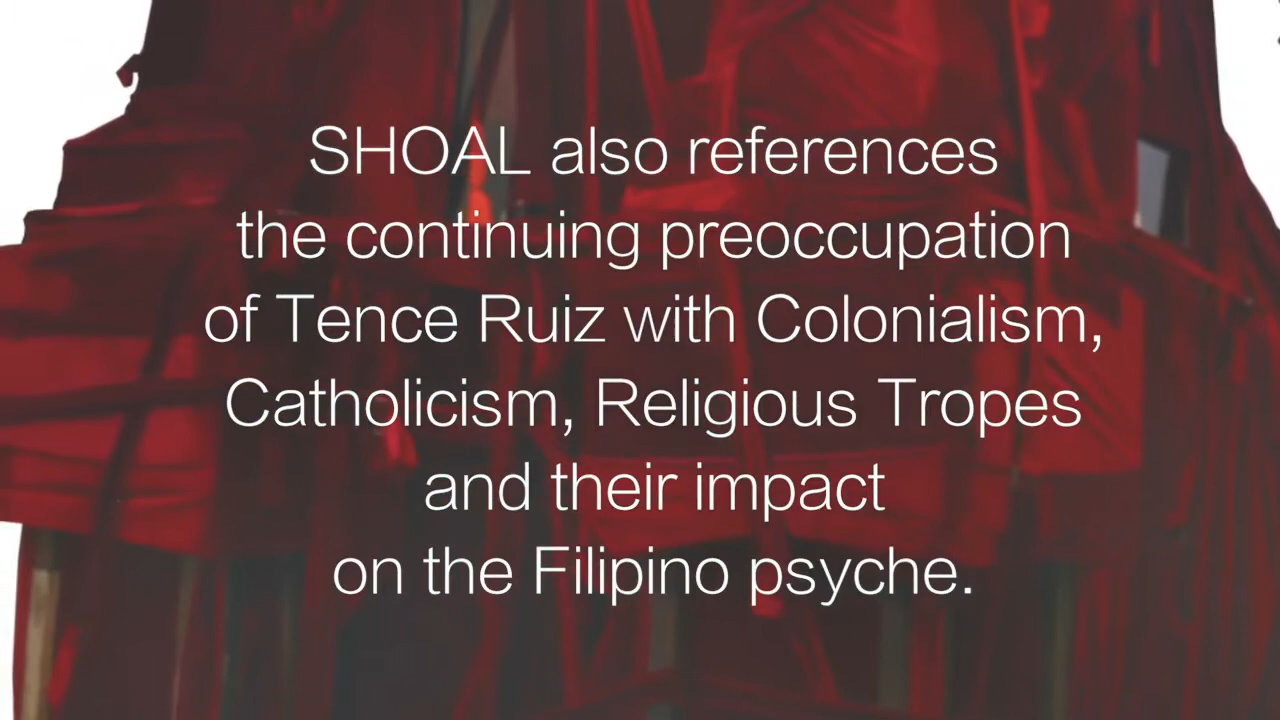 SHOAL also references
the continuing preoccupation
of Tence Ruiz with Colonialism,
Catholicism, Religious Tropes
and their impact
on the Filipino psyche.